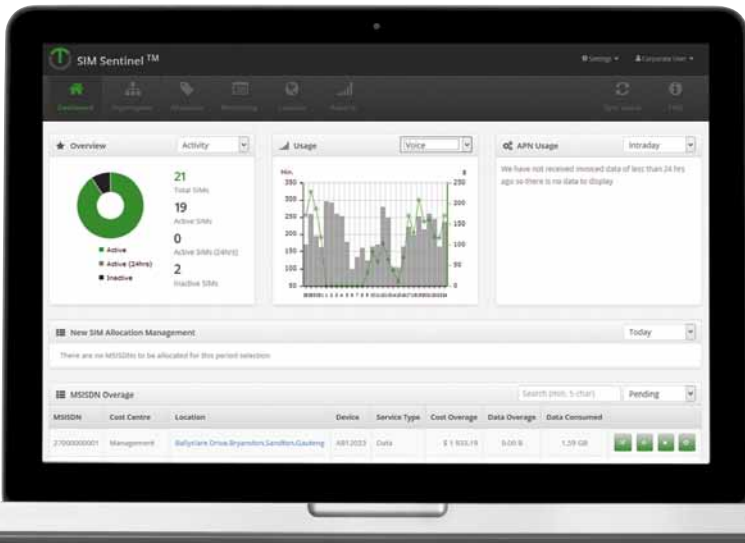 SIM Sentinel TM
Settings
Corporate User
Dashboard
Overview
Activity
21
Total SIMs
19
Active SIMs
0
Active SIMs (24hrs)
2
Inactive SIMs
Active
Active (24hrs)
Inactive
Usage
Voice
Min.
350
300
250
200
150
100
50
250
200
150
100
50
0
APN Usage
Intraday
We have not received invoiced data of less than 24 hrs
ago so there is no data to display
New SIM Allocation Management
Today
There are no MSISDNs to be allocated for this period selection
MSISDN Overage
Search (min. 5 char)
Pending
MSISDN Cost Centre Location Device Service Type Cost Overage Data Overage Data Consumed
27000000001 Management Ballyclare Drive,Bryanston,Sandton,Gauteng Data 0.00 B 1.59 GB